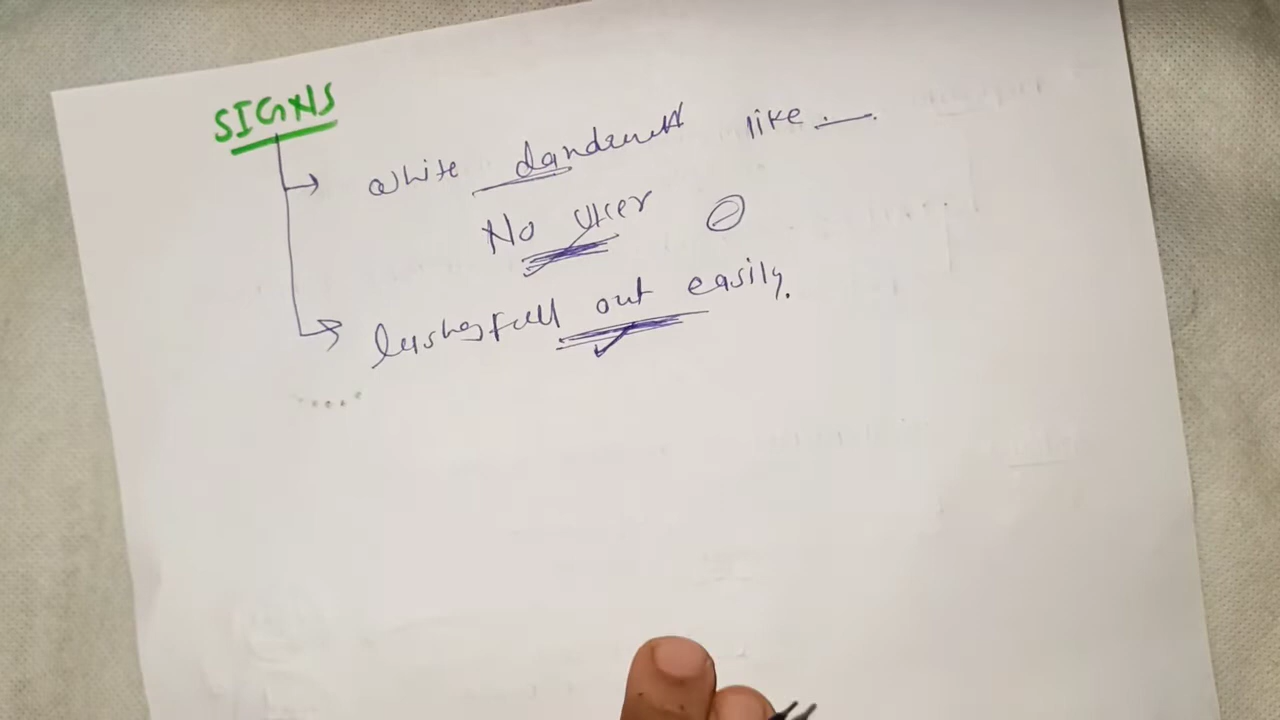 SIGNS
white dandruff like
No ulcer
lashes fall out easily.